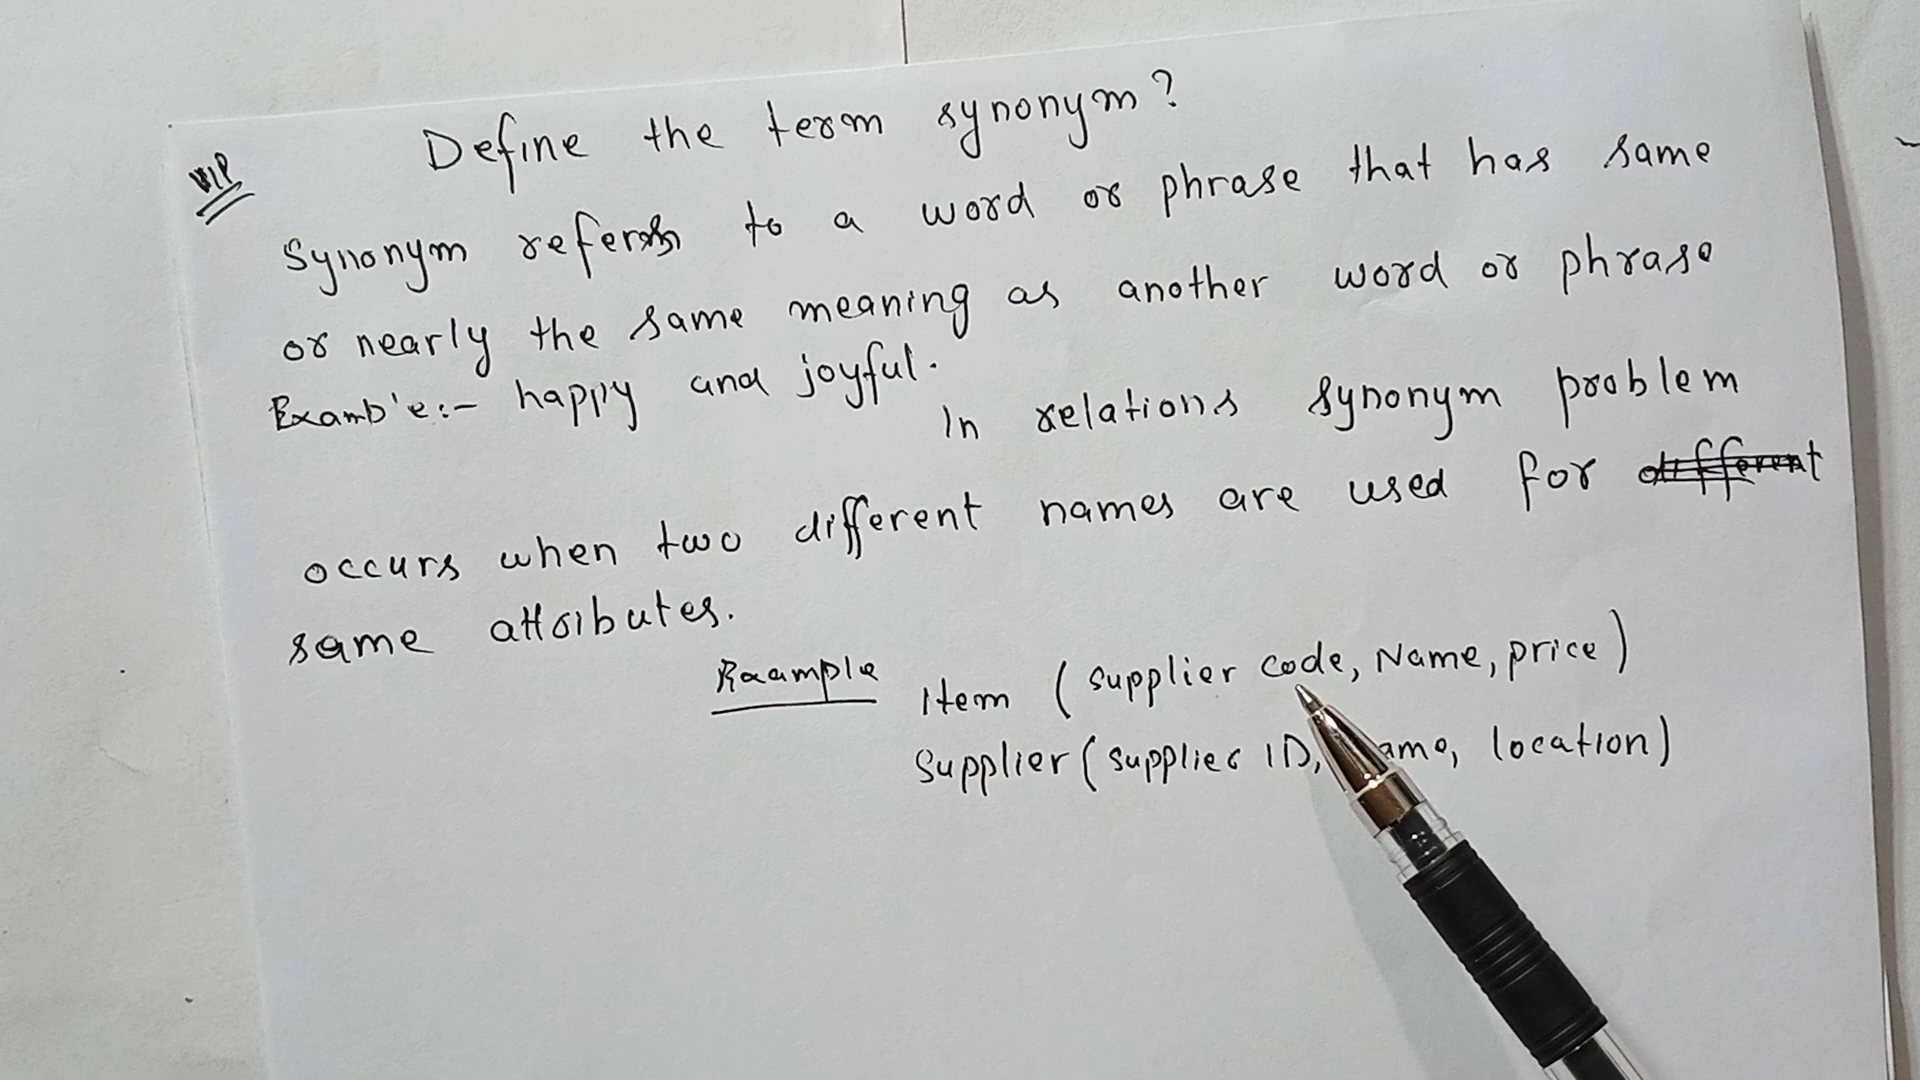 VIP
Define the term synonym?
Synonym refers to a word or phrase that has same
or nearly the same meaning as another word or phrase
Example:- happy and joyful.
In relations synonym problem
occurs when two different names are used for different
same attributes.
Example Item (supplier code, Name, price)
Supplier (supplier ID, ame, location)